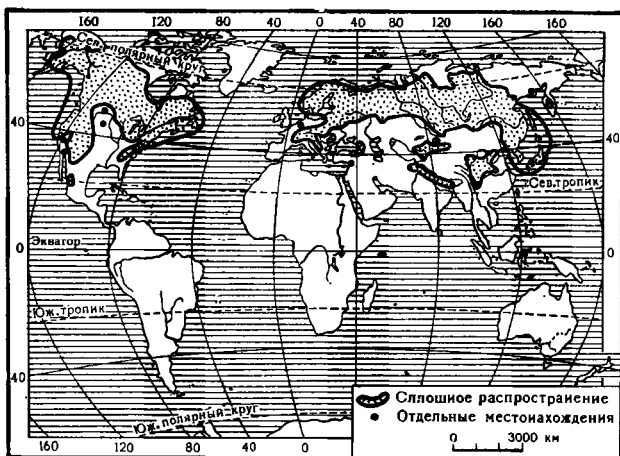 160 120 80 40 0 40 80 120 140 160
Сев. полярный круг
40 40
Сев. тропик
Экватор
0 0
Юж. тропик
40
Сплошное распространение
Отдельные местонахождения
Юж. полярный круг
0 3000 км
160 120 80 40 0